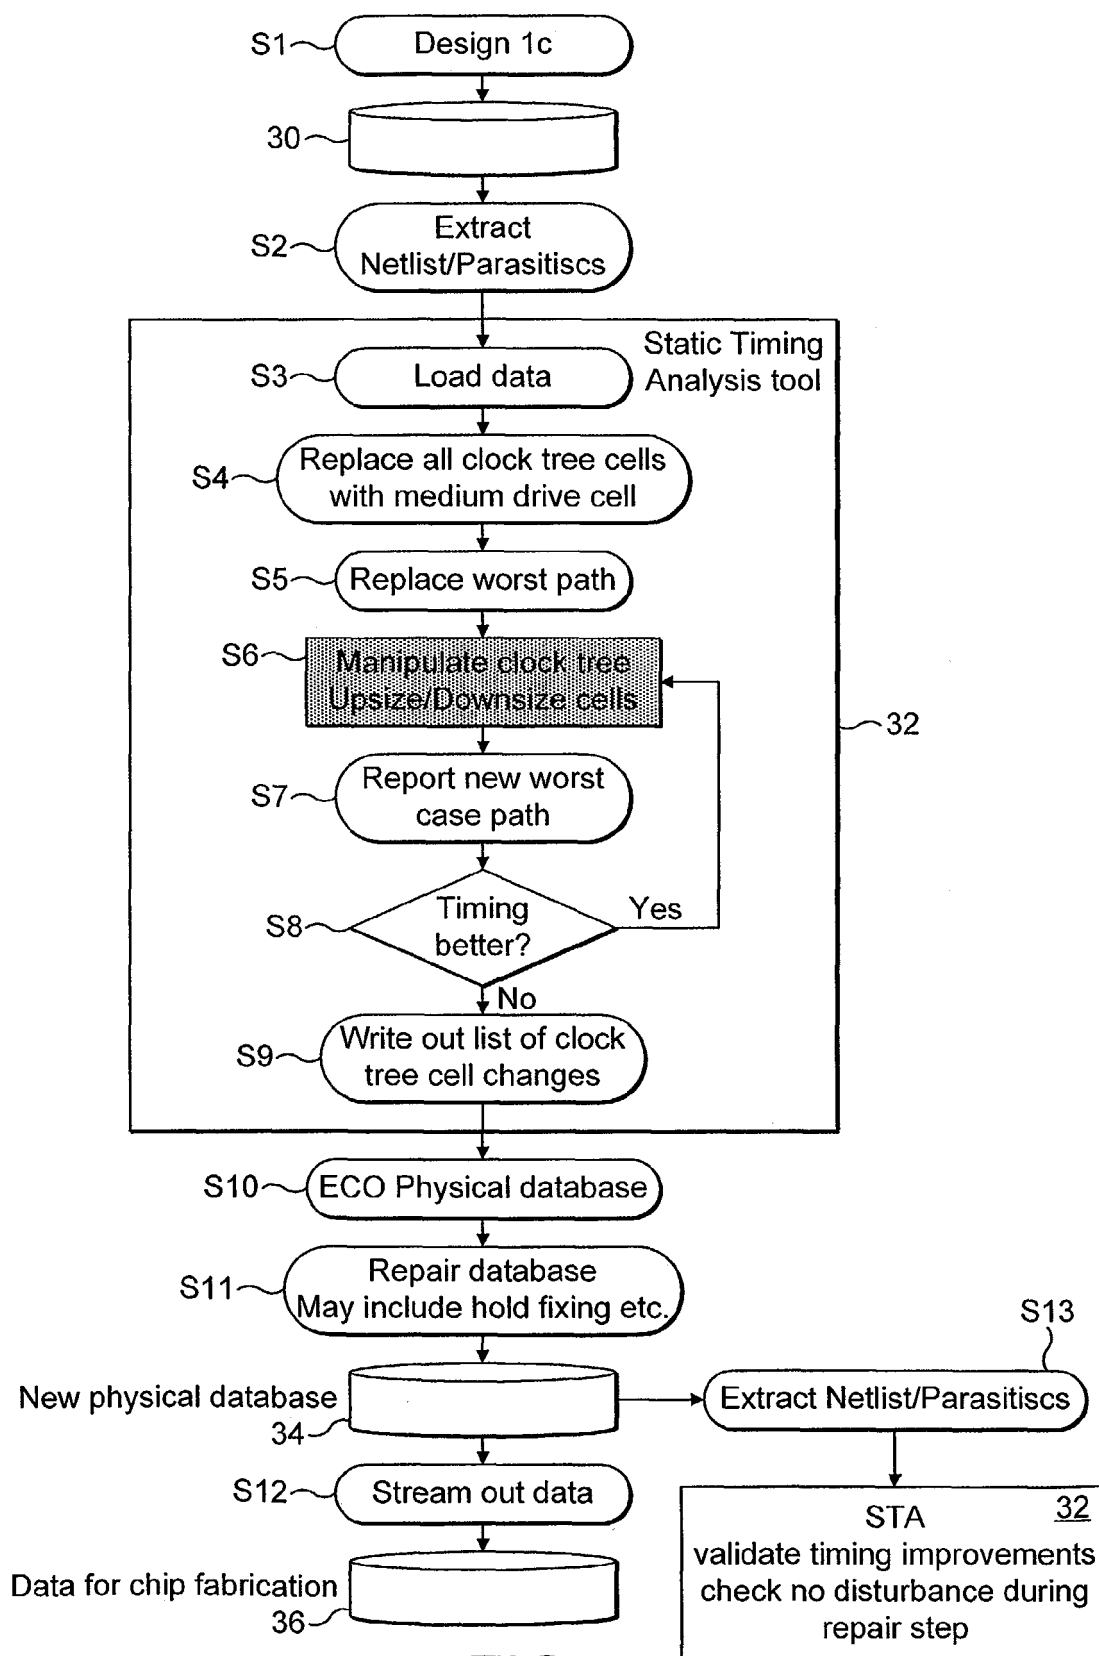 S1
Design 1c
30
S2
Extract
Netlist/Parasitiscs
Static Timing
Analysis tool
S3
Load data
S4
Replace all clock tree cells
with medium drive cell
S5
Replace worst path
S6
Manipulate clock tree
Upsize/Downsize cells
32
S7
Report new worst
case path
S8
Timing
better?
Yes
No
S9
Write out list of clock
tree cell changes
S10
ECO Physical database
S11
Repair database
May include hold fixing etc.
S13
New physical database
34
Extract Netlist/Parasitiscs
S12
Stream out data
STA
32
validate timing improvements
check no disturbance during
repair step
Data for chip fabrication
36